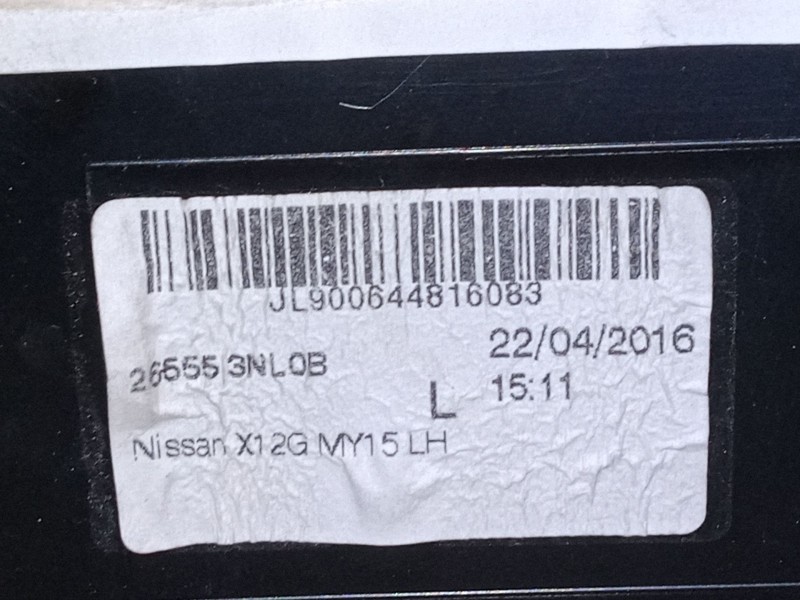 JL900644816083
26555 3NL0B
22/04/2016
L
15:11
Nissan X12G MY15 LH